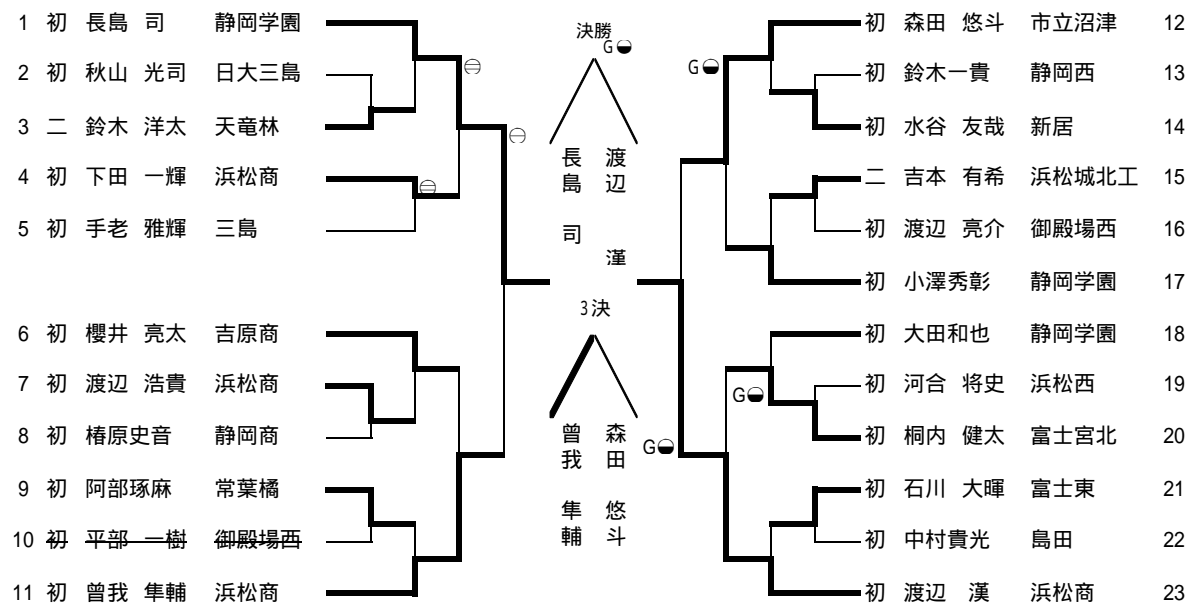 1 初 長島 司 静岡学園
2 初 秋山 光司 日大三島
3 二 鈴木 洋太 天竜林
4 初 下田 一輝 浜松商
5 初 手老 雅輝 三島
6 初 櫻井 亮太 吉原商
7 初 渡辺 浩貴 浜松商
8 初 椿原史音 静岡商
9 初 阿部琢麻 常葉橘
10 初 平部 一樹 御殿場西
11 初 曽我 隼輔 浜松商
決勝
G
長島 司
渡辺 漢
3決
曽我 隼輔
森田 悠斗
G
G
G
初 森田 悠斗 市立沼津 12
初 鈴木一貴 静岡西 13
初 水谷 友哉 新居 14
二 吉本 有希 浜松城北工 15
初 渡辺 亮介 御殿場西 16
初 小澤秀彰 静岡学園 17
初 大田和也 静岡学園 18
初 河合 将史 浜松西 19
初 桐内 健太 富士宮北 20
初 石川 大暉 富士東 21
初 中村貴光 島田 22
初 渡辺 漢 浜松商 23